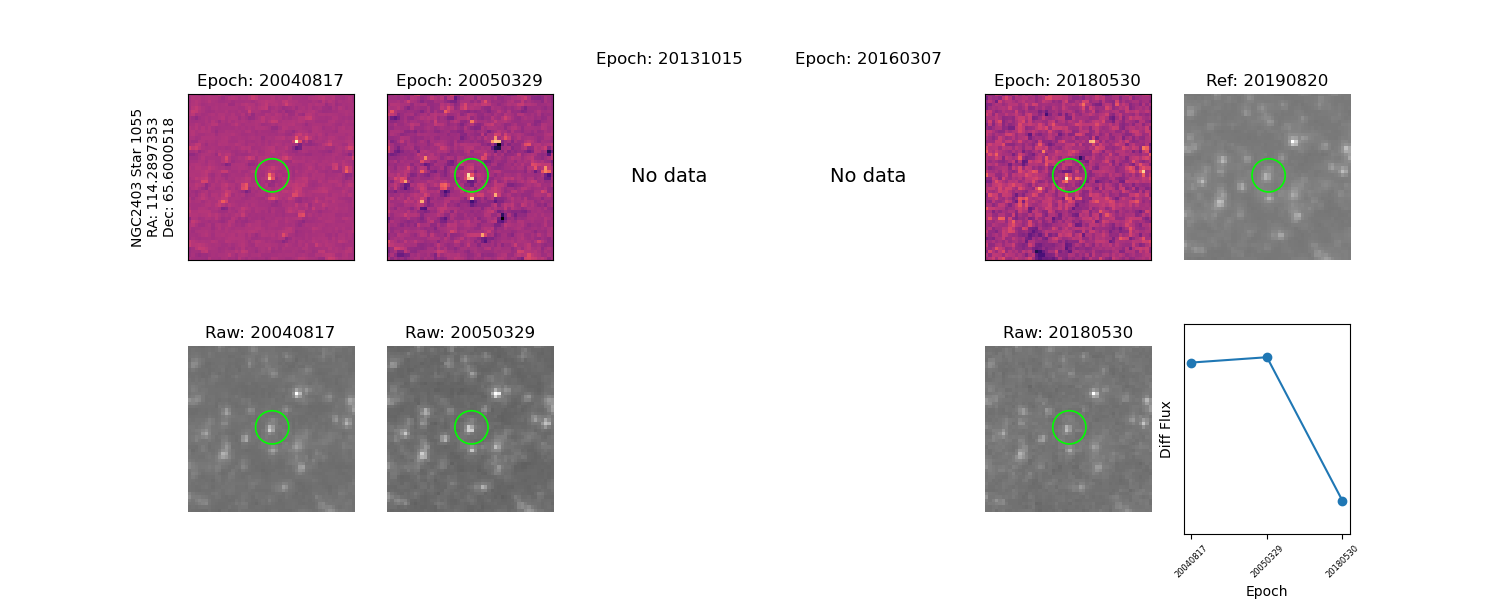 Epoch: 20131015
Epoch: 20160307
Epoch: 20040817
Epoch: 20050329
Epoch: 20180530
Ref: 20190820
NGC2403 Star 1055
RA: 114.2897353
Dec: 65.6000518
No data
No data
Raw: 20040817
Raw: 20050329
Raw: 20180530
Diff Flux
20040817
20050329
20180530
Epoch